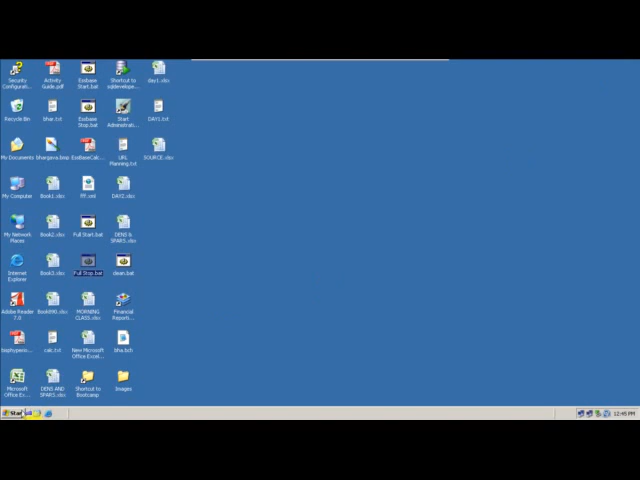 Security
Configurati...
Activity
Guide.pdf
Essbase
Start.bat
Shortcut to
sqldevelope...
day1.xlsx
Recycle Bin
bhar.txt
Essbase
Stop.bat
Start
Administrati...
DAY1.txt
My Documents
bhargava.bmp
EssBaseCalc...
URL
Planning.txt
SOURCE.xlsx
My Computer
Book1.xlsx
fff.xml
DAY2.xlsx
My Network
Places
Book2.xlsx
Full Start.bat
DENS &
SPARS.xlsx
Internet
Explorer
Book3.xlsx
Full Stop.bat
clean.bat
Adobe Reader
7.0
MORNING
CLASS.xlsx
Financial
Reporti...
calc.txt
New Microsoft
Office Excel...
bha.bch
Microsoft
Office Ex...
DENS AND
SPARS.xlsx
Shortcut to
Bootcamp
Images
Start
12:45 PM